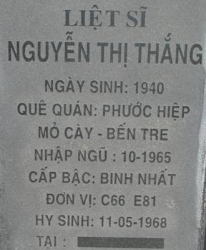 LIỆT SĨ
NGUYỄN THỊ THẮNG
NGÀY SINH: 1940
QUÊ QUÁN: PHƯỚC HIỆP
MỎ CÀY - BẾN TRE
NHẬP NGŨ : 10-1965
CẤP BẬC: BINH NHẤT
ĐƠN VỊ: C66 E81
HY SINH: 11-05-1968
TẠI :